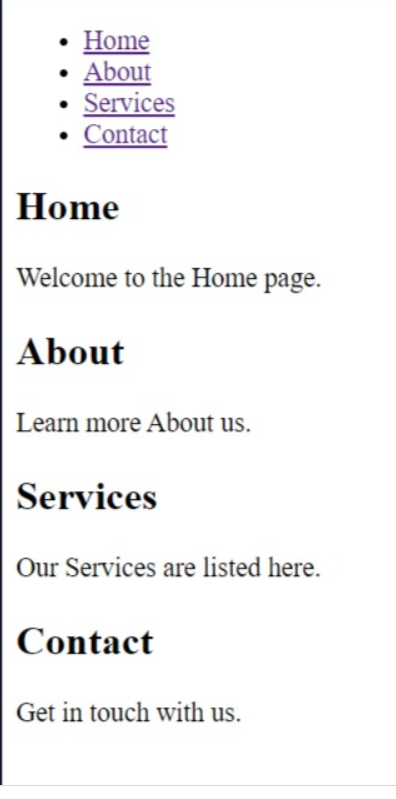 Home
About
Services
Contact
Home
Welcome to the Home page.
About
Learn more About us.
Services
Our Services are listed here.
Contact
Get in touch with us.